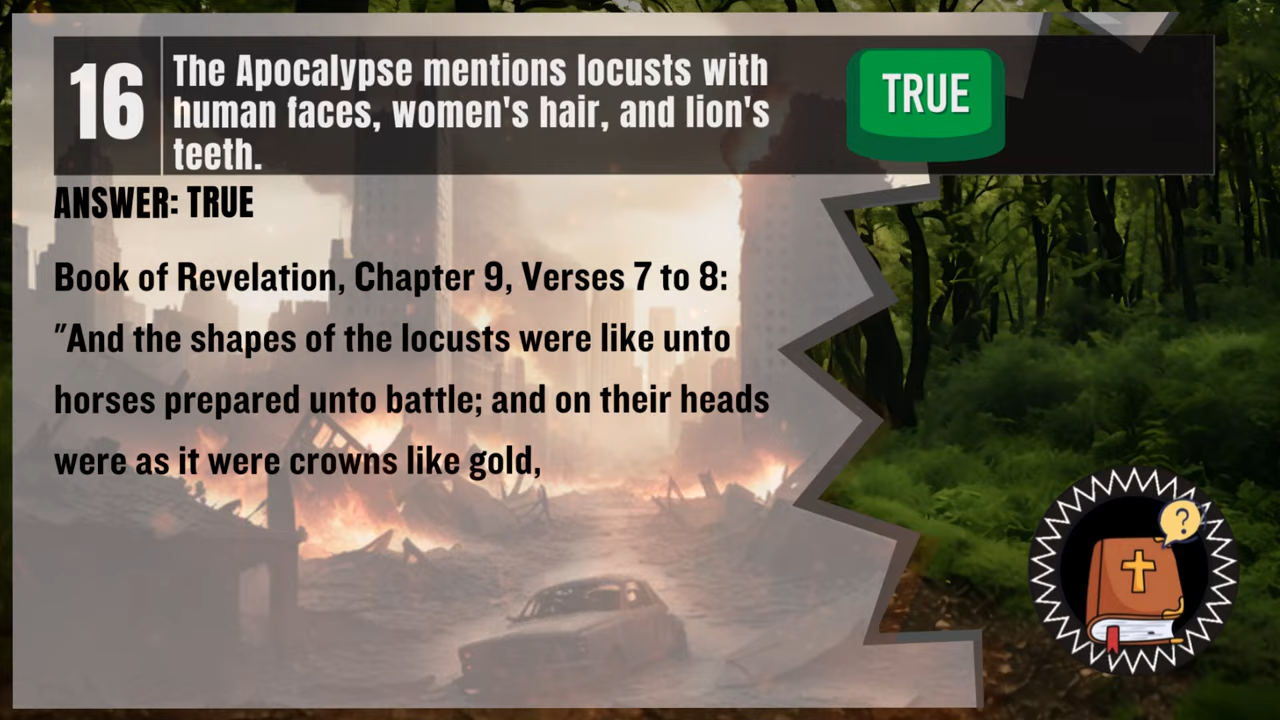 16
The Apocalypse mentions locusts with
human faces, women's hair, and lion's
teeth.
TRUE
ANSWER: TRUE
Book of Revelation, Chapter 9, Verses 7 to 8:
"And the shapes of the locusts were like unto
horses prepared unto battle; and on their heads
were as it were crowns like gold,
?